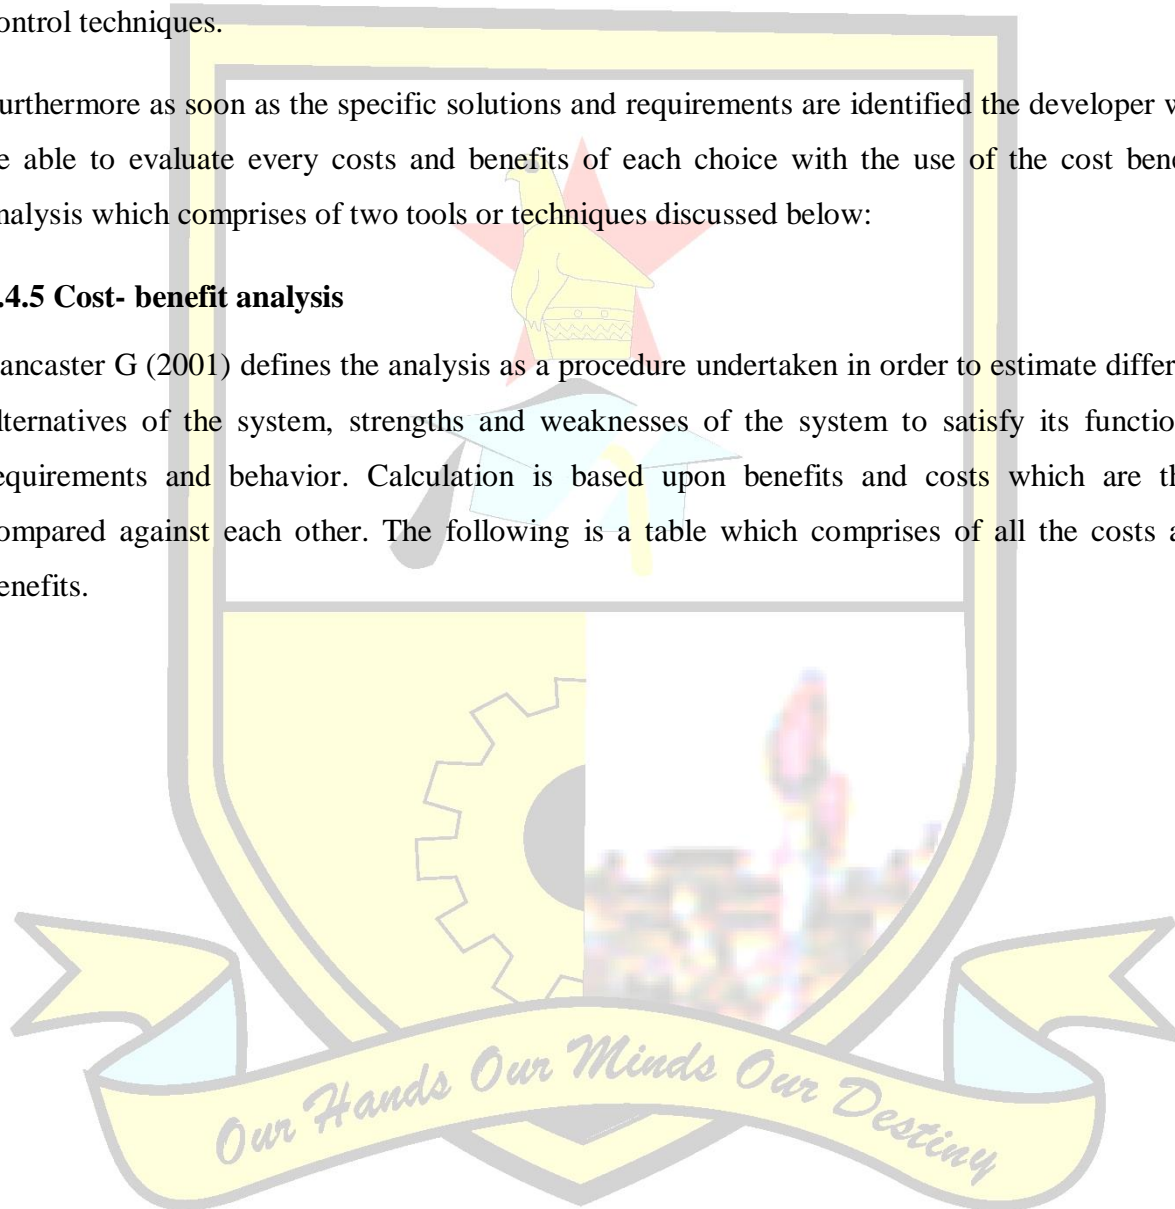 ontrol techniques.
urthermore as soon as the specific solutions and requirements are identified the developer w
e able to evaluate every costs and benefits of each choice with the use of the cost bene
nalysis which comprises of two tools or techniques discussed below:
.4.5 Cost- benefit analysis
ancaster G (2001) defines the analysis as a procedure undertaken in order to estimate differ
lternatives of the system, strengths and weaknesses of the system to satisfy its function
equirements and behavior. Calculation is based upon benefits and costs which are th
ompared against each other. The following is a table which comprises of all the costs a
enefits.
Our Hands Our Minds Our Destiny